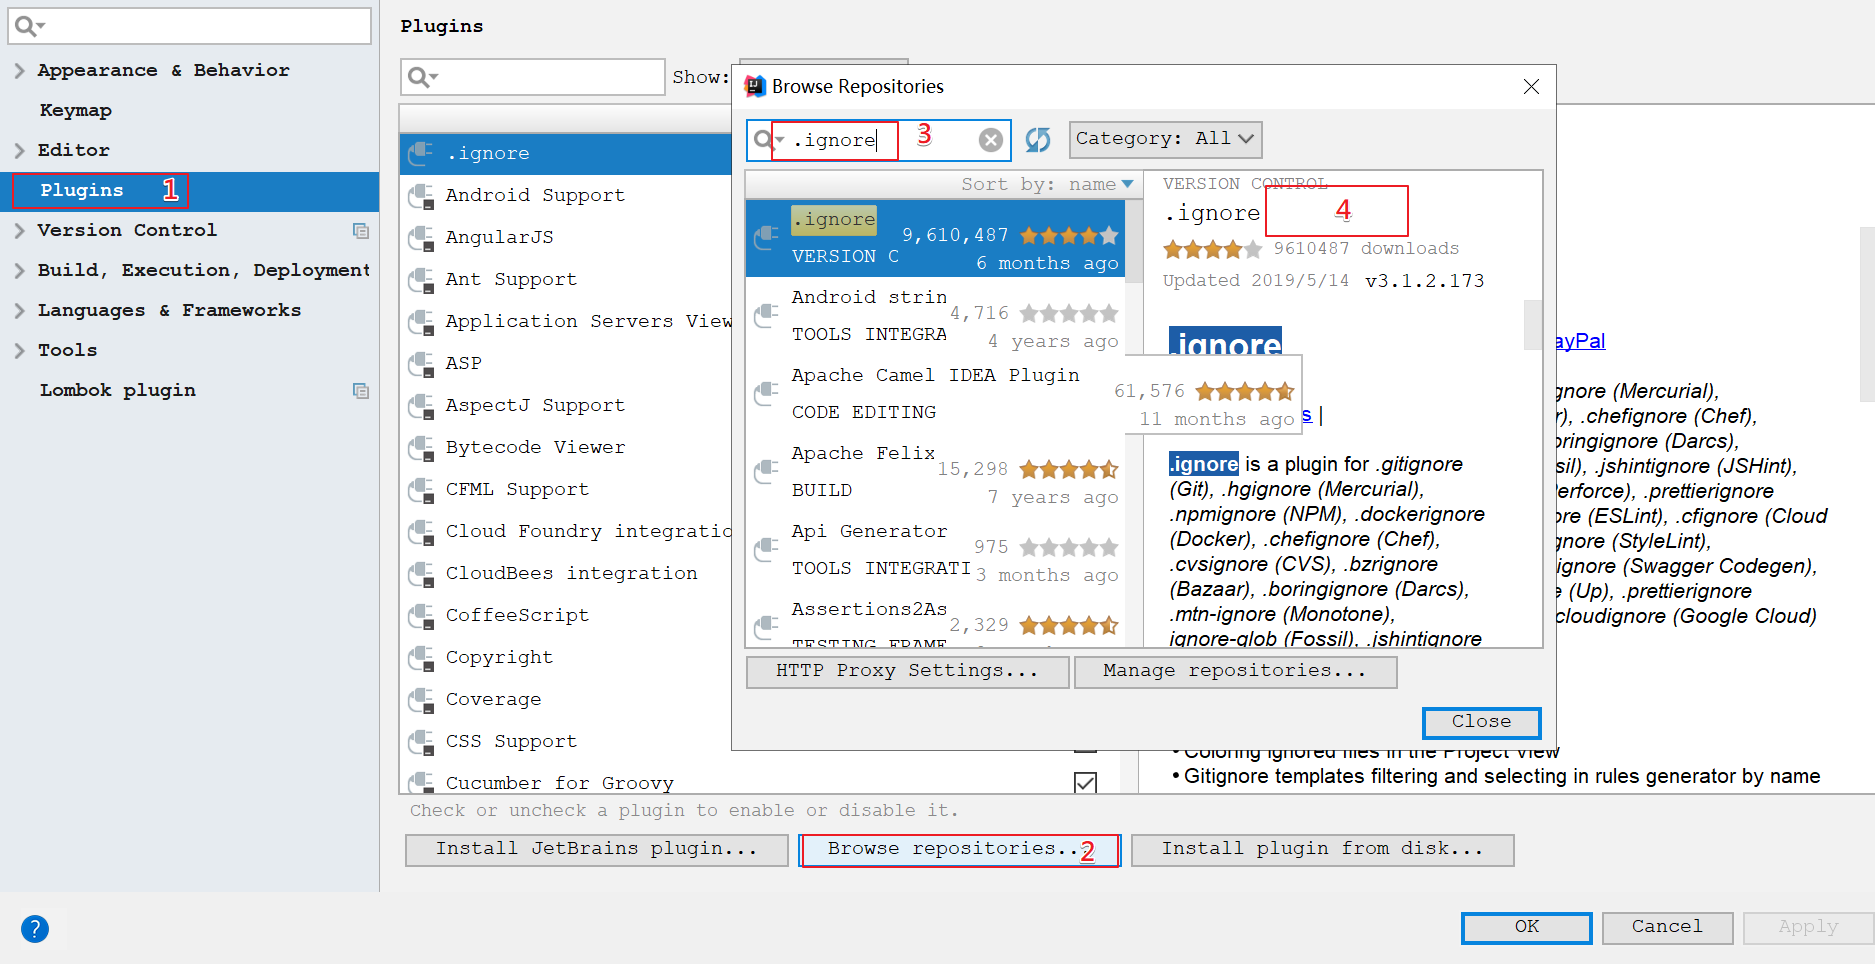 Appearance & Behavior
Keymap
Editor
Plugins 1
Version Control
Build, Execution, Deployment
Languages & Frameworks
Tools
Lombok plugin
Plugins
Show:
.ignore
Android Support
AngularJS
Ant Support
Application Servers View
ASP
AspectJ Support
Bytecode Viewer
CFML Support
Cloud Foundry integratio
CloudBees integration
CoffeeScript
Copyright
Coverage
CSS Support
Cucumber for Groovy
Check or uncheck a plugin to enable or disable it.
Install JetBrains plugin...
Browse repositories... 2
Install plugin from disk...
Browse Repositories
.ignore 3
Category: All
Sort by: name
.ignore
9,610,487
VERSION C
6 months ago
Android strin
4,716
TOOLS INTEGRA
4 years ago
Apache Camel IDEA Plugin
61,576
CODE EDITING
11 months ago
Apache Felix
15,298
BUILD
7 years ago
Api Generator
975
TOOLS INTEGRATI
3 months ago
Assertions2As
2,329
TESTING FRAME
VERSION CONTROL
.ignore 4
9610487 downloads
Updated 2019/5/14 v3.1.2.173
.ignore
s |
.ignore is a plugin for .gitignore
(Git), .hgignore (Mercurial),
.npmignore (NPM), .dockerignore
(Docker), .chefignore (Chef),
.cvsignore (CVS), .bzrignore
(Bazaar), .boringignore (Darcs),
.mtn-ignore (Monotone),
ignore-glob (Fossil), .jshintignore
HTTP Proxy Settings...
Manage repositories...
Close
ayPal
gnore (Mercurial),
r), .chefignore (Chef),
oringignore (Darcs),
sil), .jshintignore (JSHint),
Perforce), .prettierignore
ore (ESLint), .cfignore (Cloud
gnore (StyleLint),
ignore (Swagger Codegen),
e (Up), .prettierignore
cloudignore (Google Cloud)
• Coloring ignored files in the Project View
• Gitignore templates filtering and selecting in rules generator by name
?
OK
Cancel
Apply